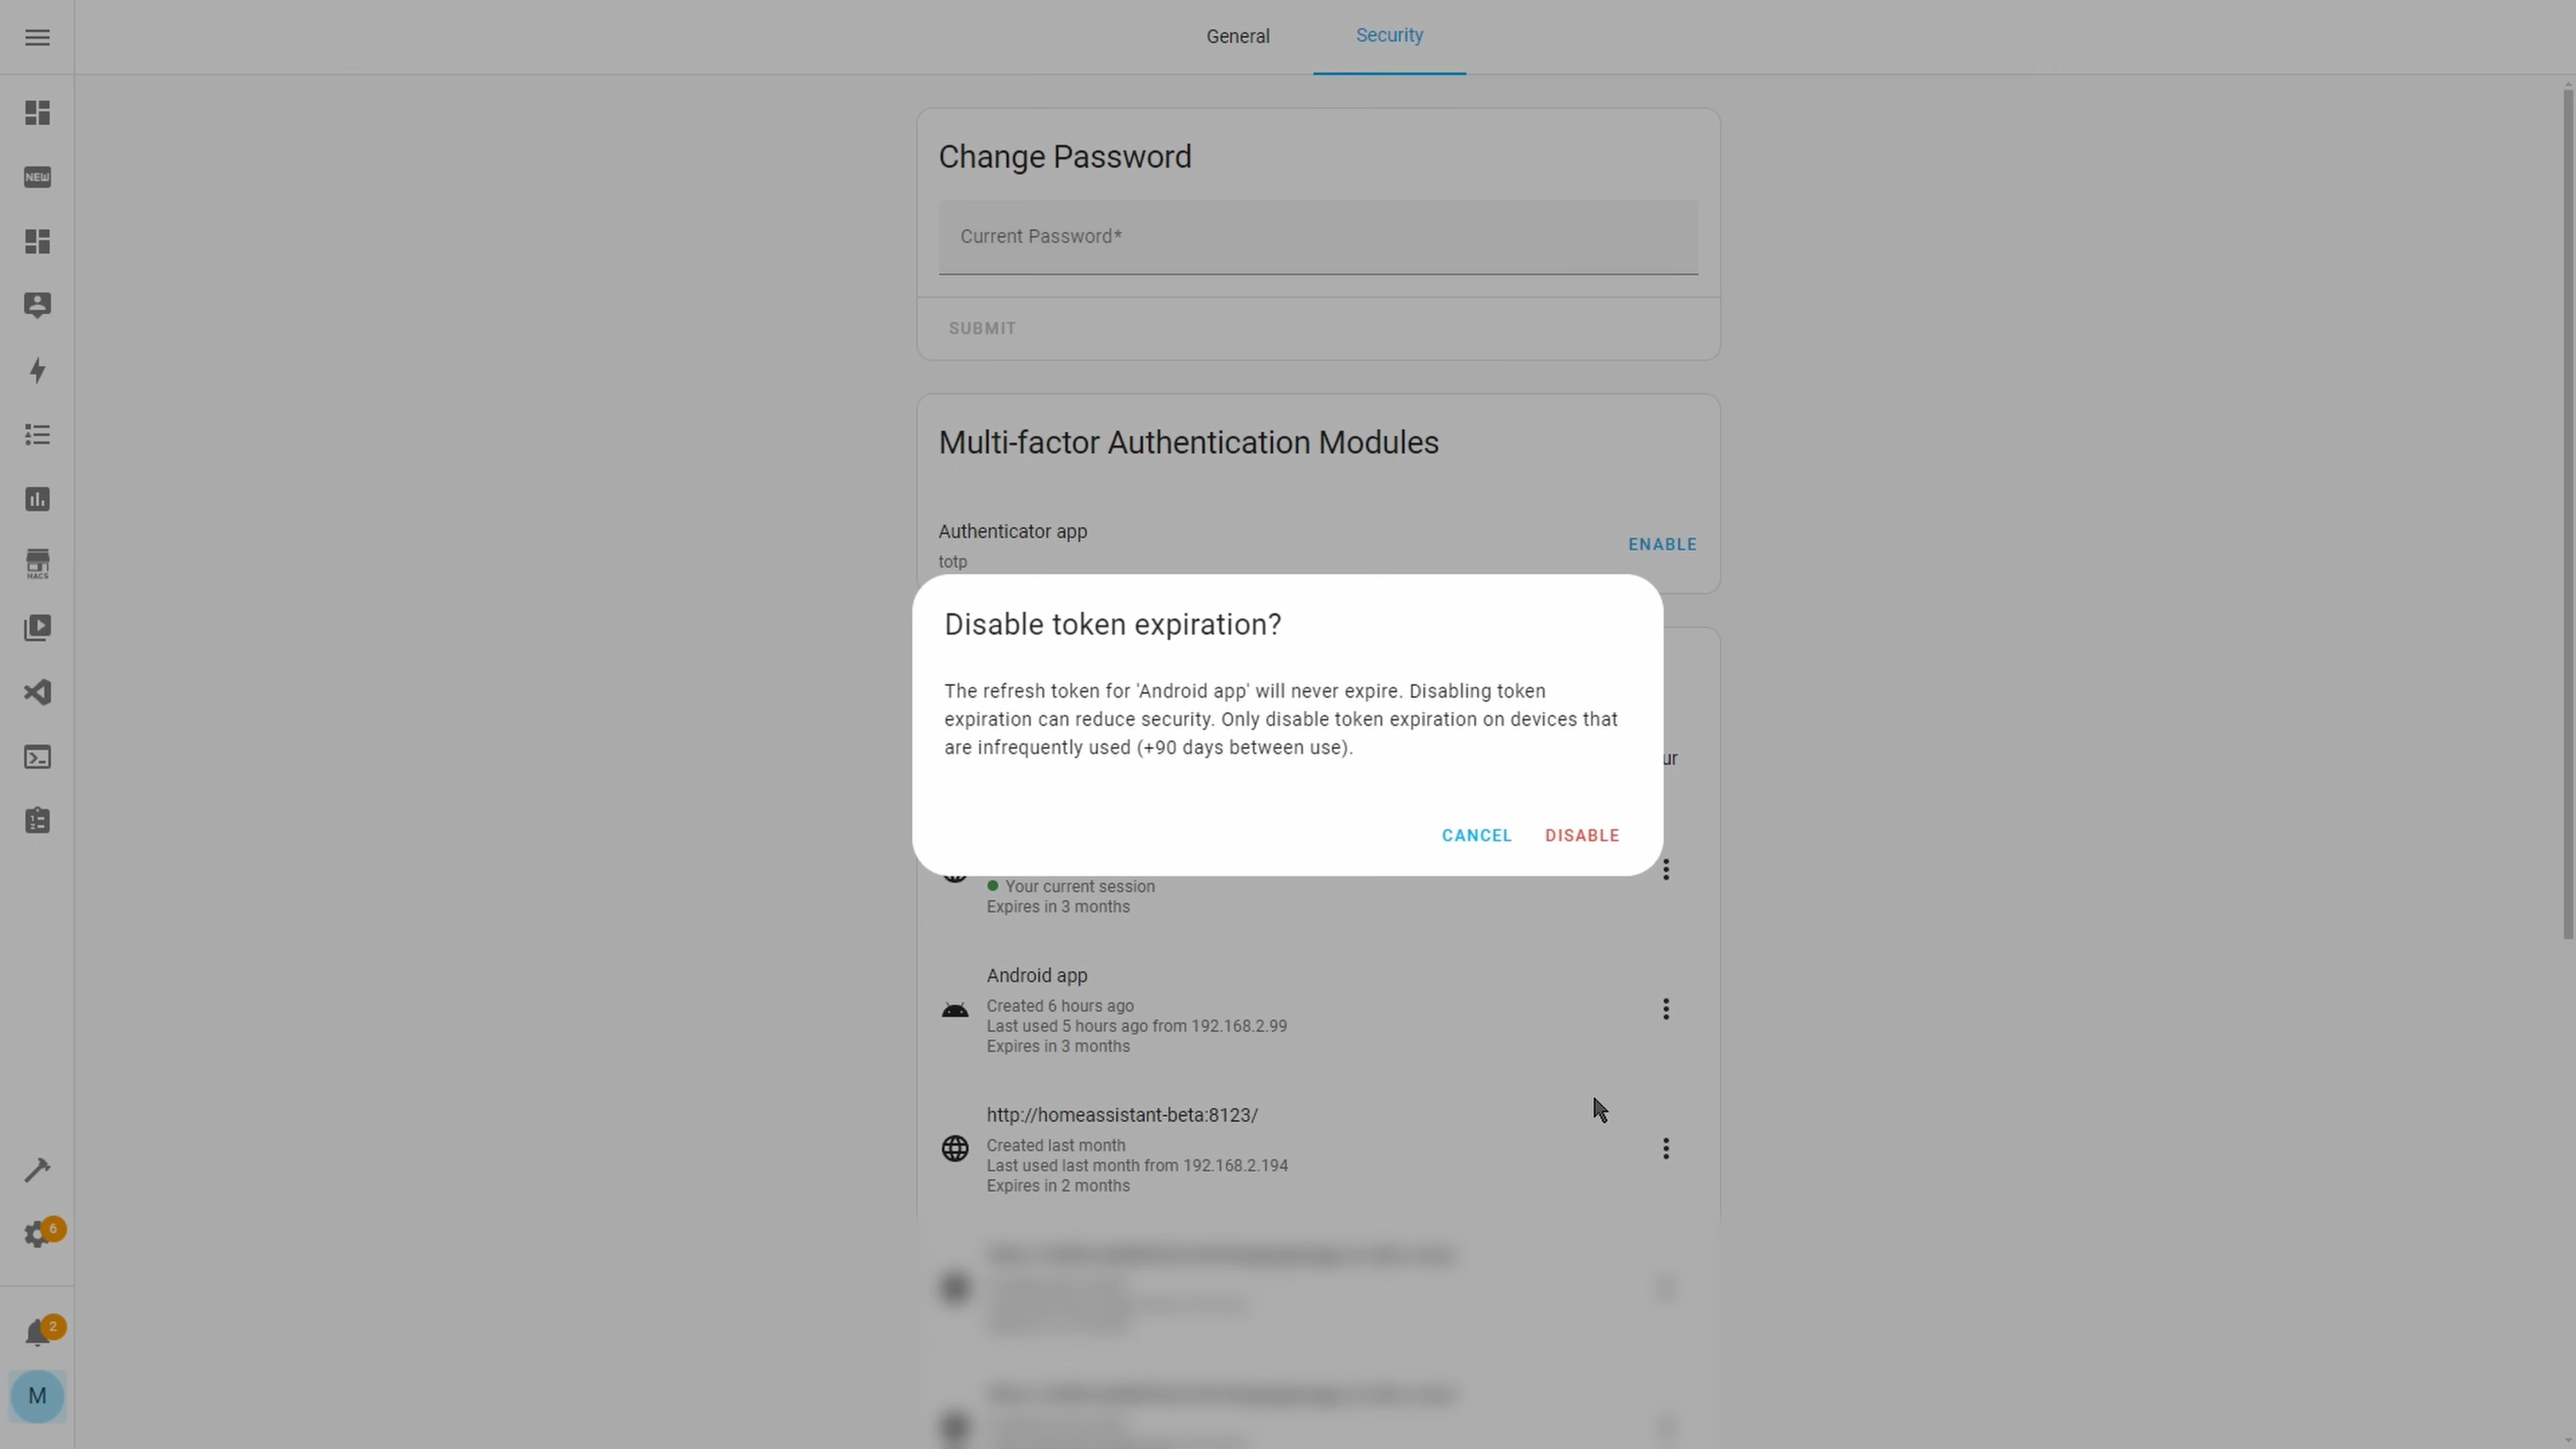 General
Security
NEW
Change Password
Current Password*
SUBMIT
Multi-factor Authentication Modules
Authenticator app
totp
ENABLE
HACS
Disable token expiration?
The refresh token for 'Android app' will never expire. Disabling token
expiration can reduce security. Only disable token expiration on devices that
are infrequently used (+90 days between use).
ur
CANCEL
DISABLE
Your current session
Expires in 3 months
Android app
Created 6 hours ago
Last used 5 hours ago from 192.168.2.99
Expires in 3 months
http://homeassistant-beta:8123/
Created last month
Last used last month from 192.168.2.194
Expires in 2 months
6
2
M